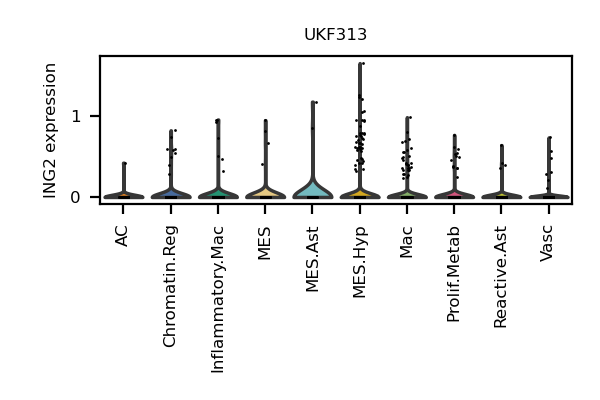 UKF313
ING2 expression
1
0
AC
Chromatin.Reg
Inflammatory.Mac
MES
MES.Ast
MES.Hyp
Mac
Prolif.Metab
Reactive.Ast
Vasc